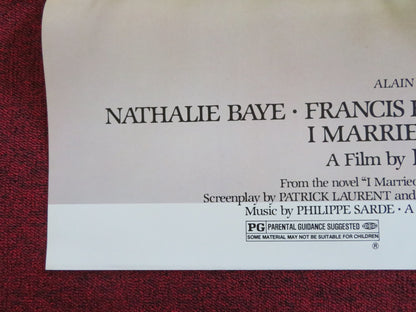 ALAIN
NATHALIE BAYE · FRANCIS
I MARRIE
A Film by
From the novel "I Married
Screenplay by PATRICK LAURENT and
Music by PHILIPPE SARDE · A
PG PARENTAL GUIDANCE SUGGESTED
SOME MATERIAL MAY NOT BE SUITABLE FOR CHILDREN
®